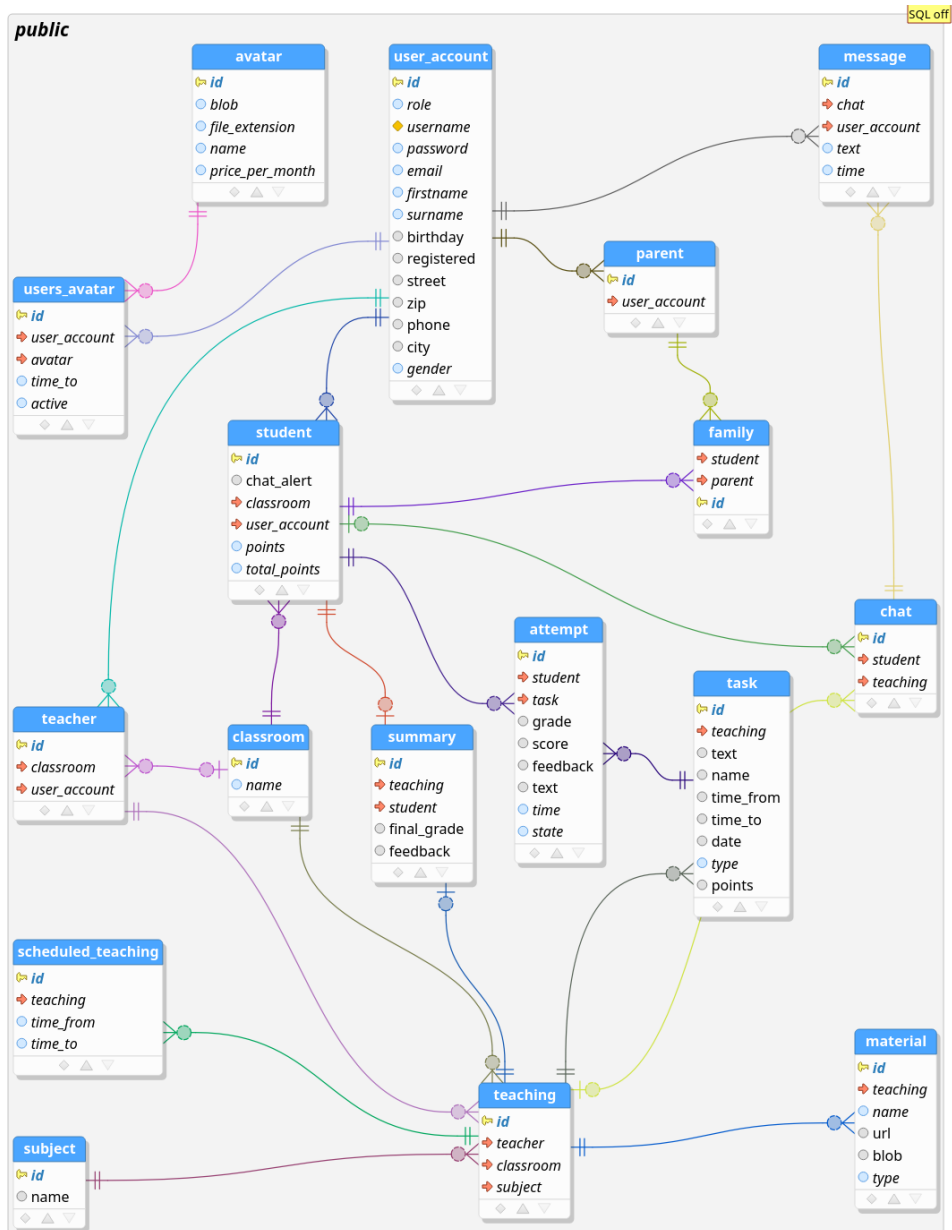 SQL off
public
avatar
id
blob
file_extension
name
price_per_month
user_account
id
role
username
password
email
firstname
surname
birthday
registered
street
zip
phone
city
gender
message
id
chat
user_account
text
time
parent
id
user_account
users_avatar
id
user_account
avatar
time_to
active
student
id
chat_alert
classroom
user_account
points
total_points
family
student
parent
id
chat
id
student
teaching
attempt
id
student
task
grade
score
feedback
text
time
state
task
id
teaching
text
name
time_from
time_to
date
type
points
teacher
id
classroom
user_account
classroom
id
name
summary
id
teaching
student
final_grade
feedback
scheduled_teaching
id
teaching
time_from
time_to
material
id
teaching
name
url
blob
type
teaching
id
teacher
classroom
subject
subject
id
name